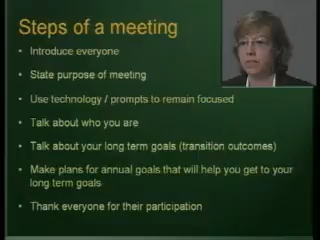 Steps of a meeting
• Introduce everyone
• State purpose of meeting
• Use technology / prompts to remain focused
• Talk about who you are
• Talk about your long term goals (transition outcomes)
• Make plans for annual goals that will help you get to your
long term goals
• Thank everyone for their participation